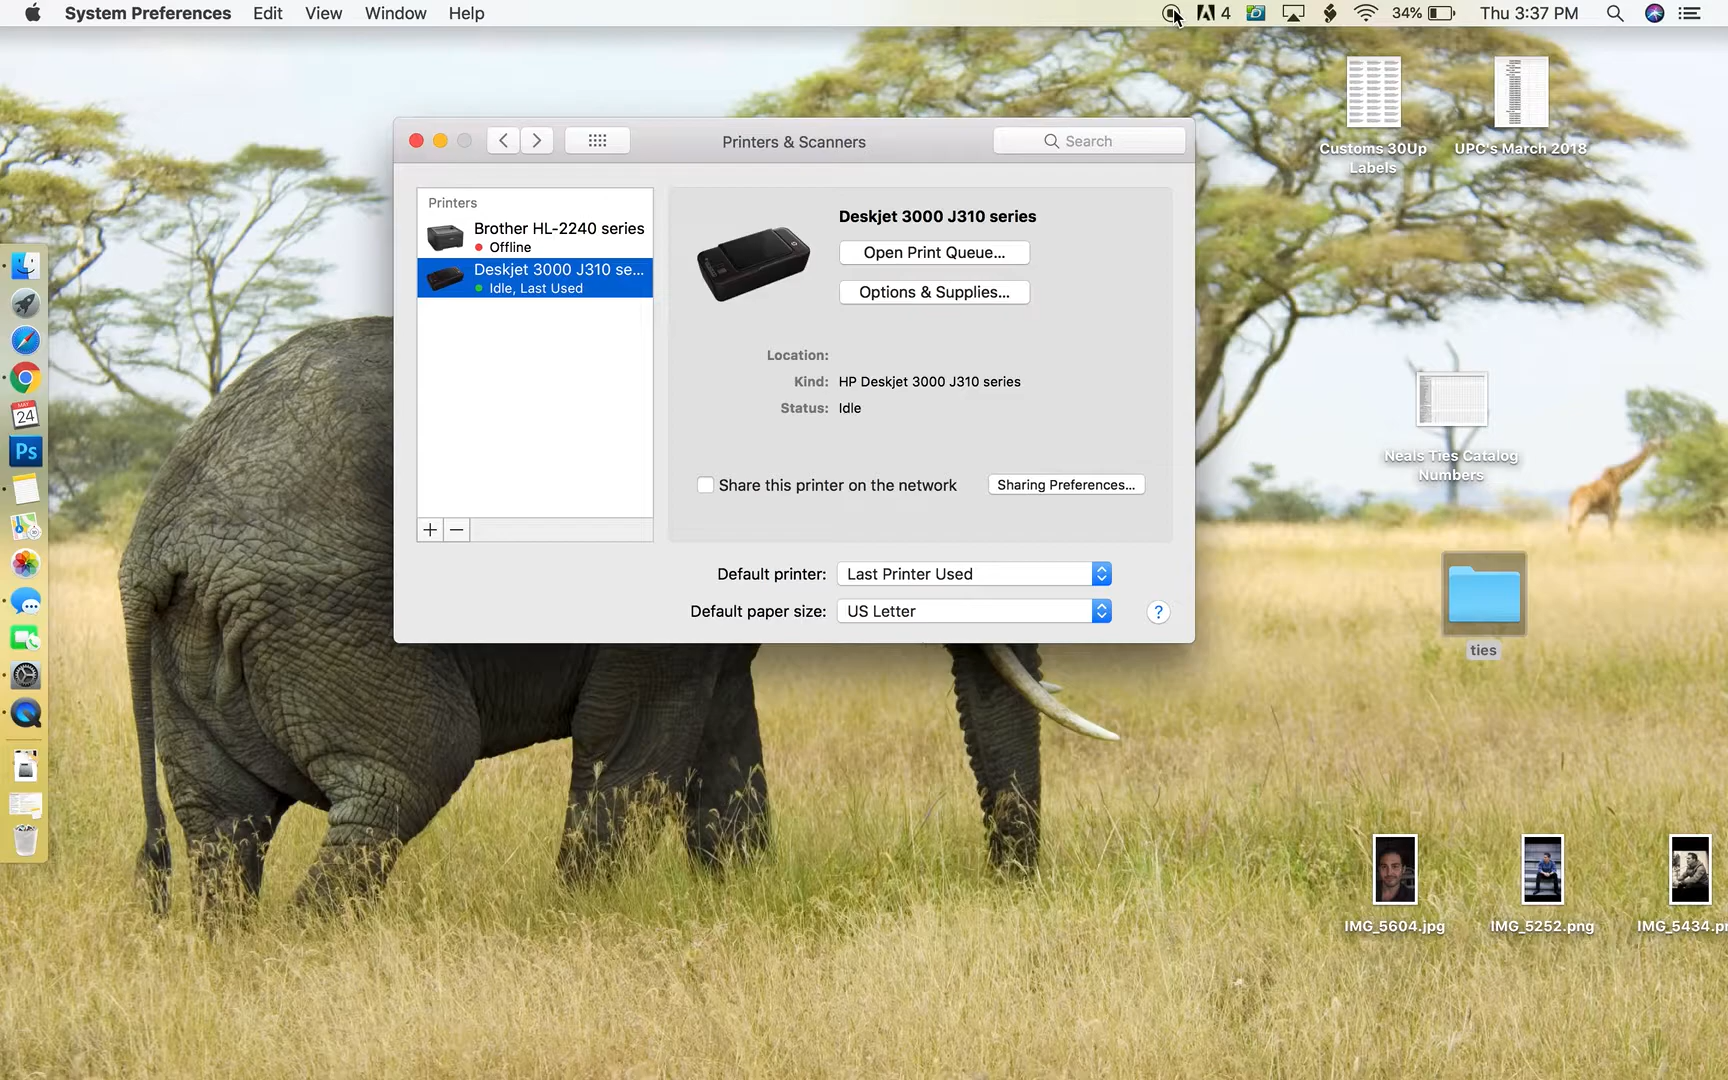 System Preferences Edit View Window Help
4 34% Thu 3:37 PM
Printers & Scanners
Search
Printers
Brother HL-2240 series
Offline
Deskjet 3000 J310 se...
Idle, Last Used
Deskjet 3000 J310 series
Open Print Queue...
Options & Supplies...
Location:
Kind: HP Deskjet 3000 J310 series
Status: Idle
Share this printer on the network
Sharing Preferences...
+ −
Default printer: Last Printer Used
Default paper size: US Letter
?
Customs 30Up
Labels
UPC's March 2018
Neals Ties Catalog
Numbers
ties
IMG_5604.jpg
IMG_5252.png
IMG_5434.pn
MAY
24
Ps